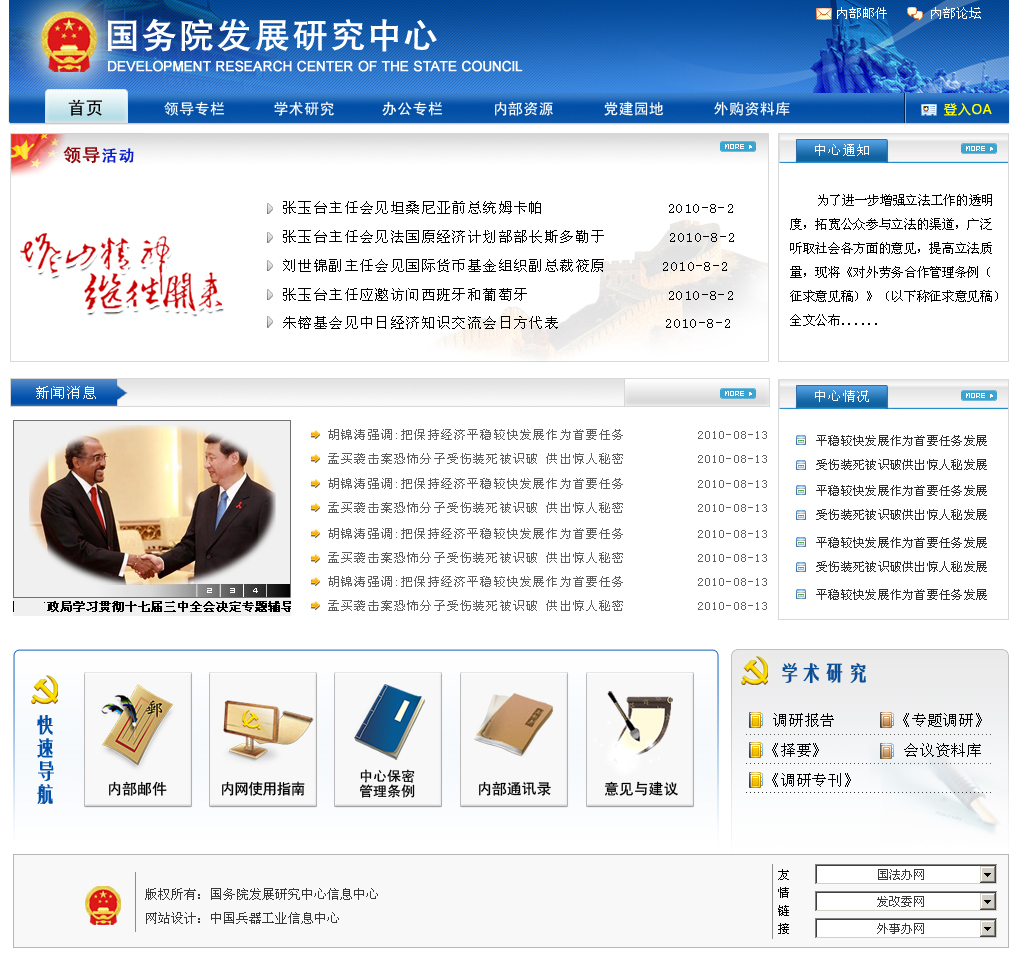 内部邮件 内部论坛
国务院发展研究中心
DEVELOPMENT RESEARCH CENTER OF THE STATE COUNCIL
首页 领导专栏 学术研究 办公专栏 内部资源 党建园地 外购资料库 登入OA
领导活动 MORE
张玉台主任会见坦桑尼亚前总统姆卡帕 2010-8-2
张玉台主任会见法国原经济计划部部长斯多勒于 2010-8-2
刘世锦副主任会见国际货币基金组织副总裁筱原 2010-8-2
张玉台主任应邀访问西班牙和葡萄牙 2010-8-2
朱镕基会见中日经济知识交流会日方代表 2010-8-2
精神
继往開来
中心通知 MORE
为了进一步增强立法工作的透明
度，拓宽公众参与立法的渠道，广泛
听取社会各方面的意见，提高立法质
量，现将《对外劳务合作管理条例（
征求意见稿）》（以下称征求意见稿）
全文公布......
新闻消息 MORE
胡锦涛强调:把保持经济平稳较快发展作为首要任务 2010-08-13
孟买袭击案恐怖分子受伤装死被识破 供出惊人秘密 2010-08-13
胡锦涛强调:把保持经济平稳较快发展作为首要任务 2010-08-13
孟买袭击案恐怖分子受伤装死被识破 供出惊人秘密 2010-08-13
胡锦涛强调:把保持经济平稳较快发展作为首要任务 2010-08-13
孟买袭击案恐怖分子受伤装死被识破 供出惊人秘密 2010-08-13
胡锦涛强调:把保持经济平稳较快发展作为首要任务 2010-08-13
孟买袭击案恐怖分子受伤装死被识破 供出惊人秘密 2010-08-13
2 3 4
政局学习贯彻十七届三中全会决定专题辅导
中心情况 MORE
平稳较快发展作为首要任务发展
受伤装死被识破供出惊人秘发展
平稳较快发展作为首要任务发展
受伤装死被识破供出惊人秘发展
平稳较快发展作为首要任务发展
受伤装死被识破供出惊人秘发展
平稳较快发展作为首要任务发展
快速导航
郵
内部邮件
内网使用指南
中心保密
管理条例
内部通讯录
意见与建议
学术研究
调研报告 《专题调研》
《择要》 会议资料库
《调研专刊》
版权所有：国务院发展研究中心信息中心
网站设计：中国兵器工业信息中心
友情链接
国法办网
发改委网
外事办网